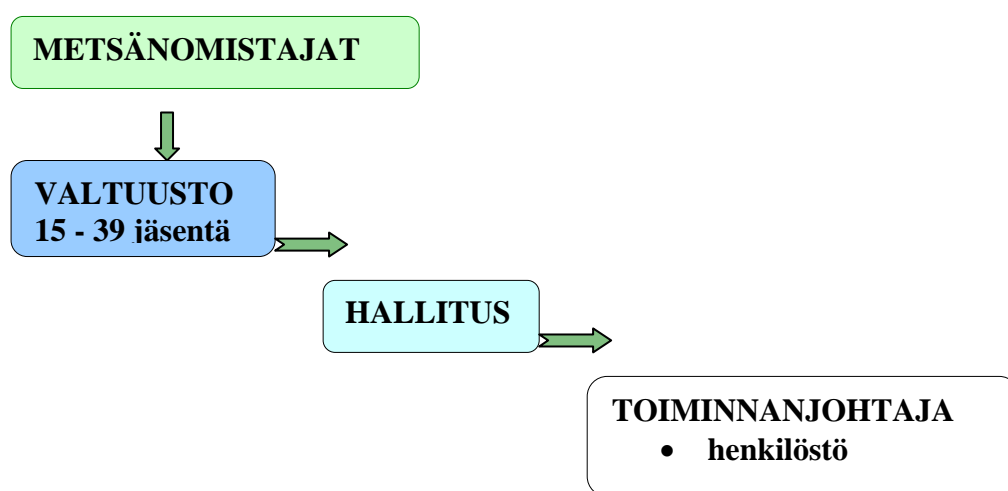 METSÄNOMISTAJAT
VALTUUSTO
15 - 39 jäsentä
HALLITUS
TOIMINNANJOHTAJA
• henkilöstö